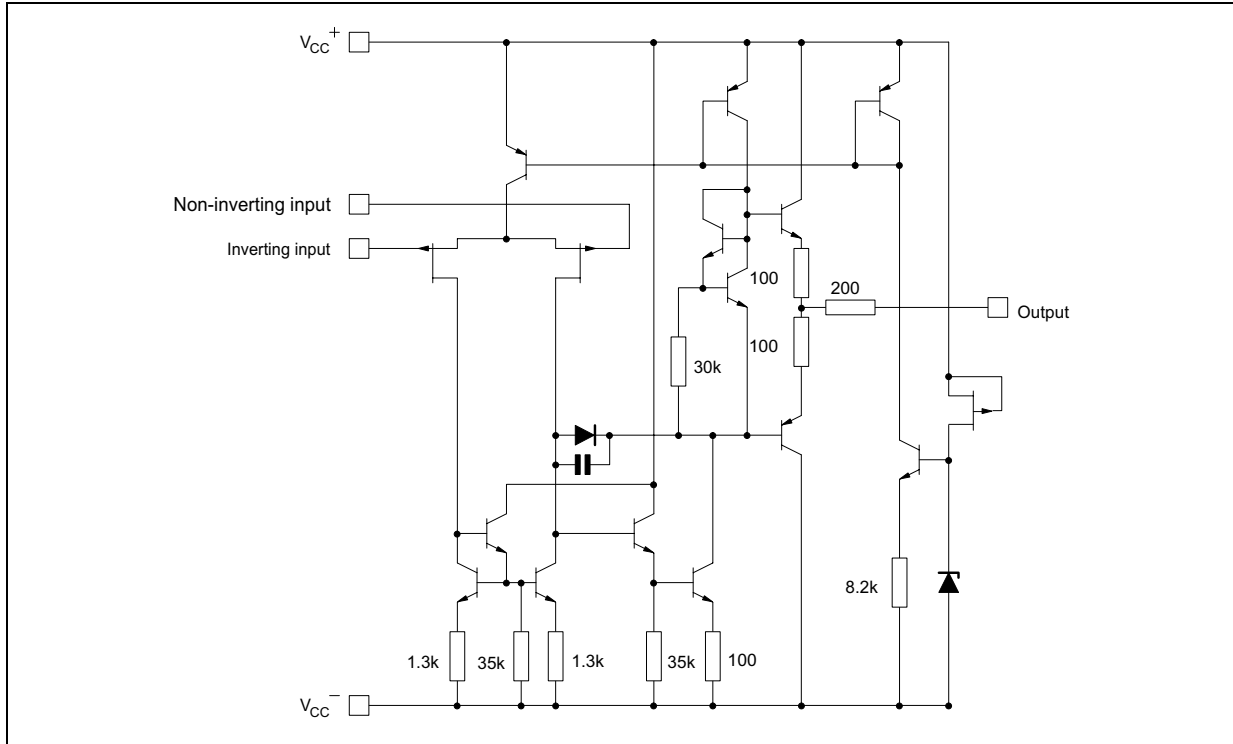 VCC+
Non-inverting input
Inverting input
100
200
Output
100
30k
8.2k
1.3k
35k
1.3k
35k
100
VCC−